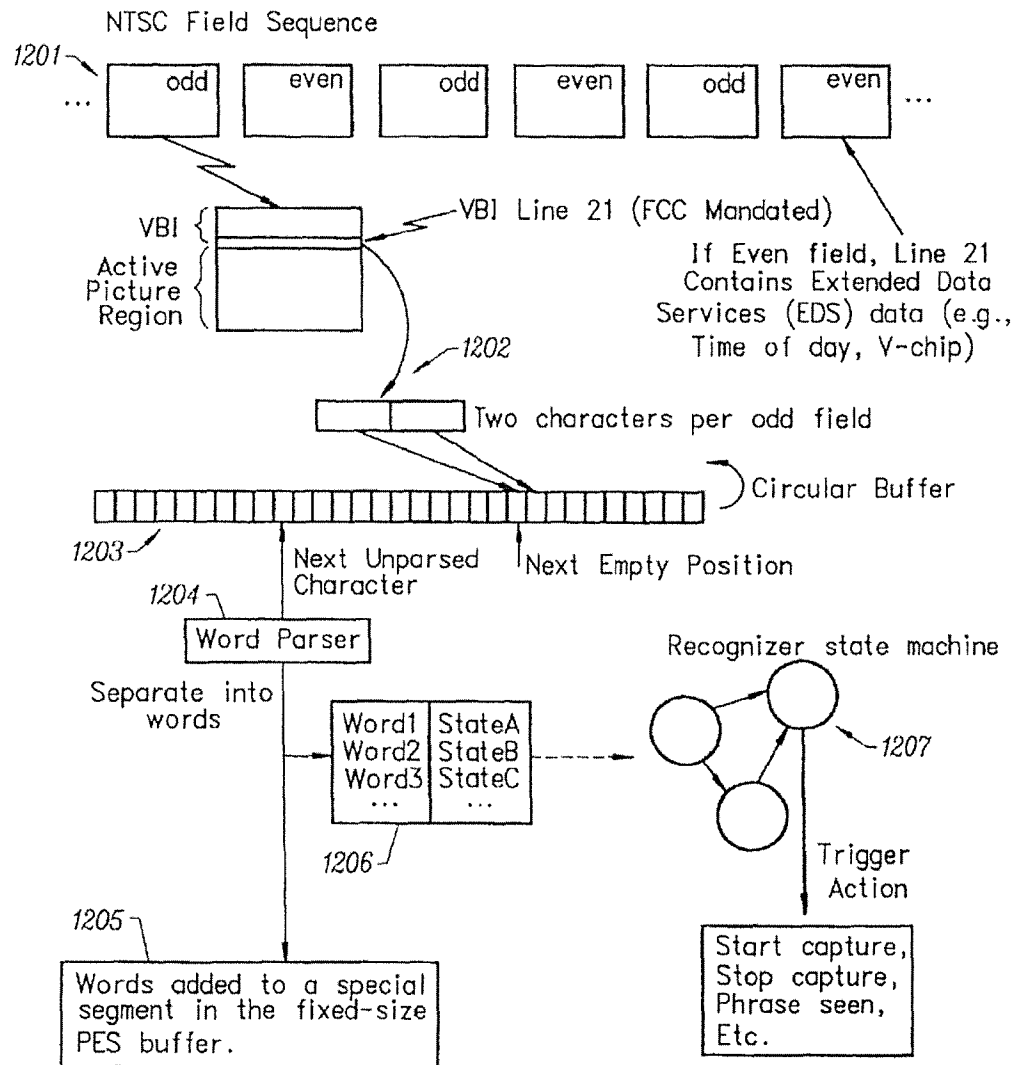 NTSC Field Sequence
1201
... odd even odd even odd even ...
VBI
VBI Line 21 (FCC Mandated)
Active
Picture
Region
If Even field, Line 21
Contains Extended Data
Services (EDS) data (e.g.,
Time of day, V-chip)
1202
Two characters per odd field
Circular Buffer
1203
Next Unparsed
Character
Next Empty Position
1204
Word Parser
Separate into
words
Recognizer state machine
Word1 StateA
Word2 StateB
Word3 StateC
... ...
1206
1207
Trigger
Action
1205
Words added to a special
segment in the fixed-size
PES buffer.
Start capture,
Stop capture,
Phrase seen,
Etc.